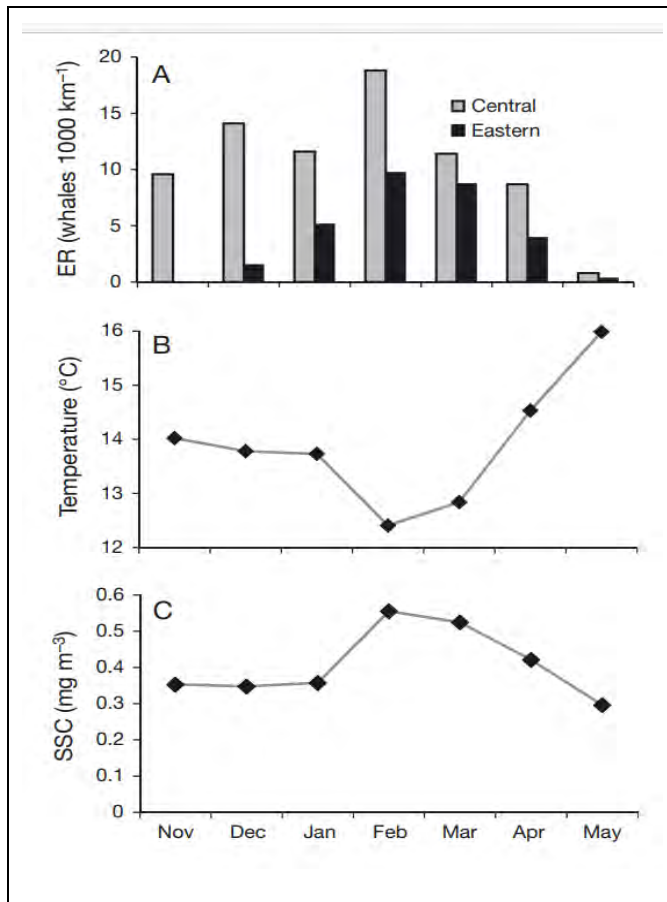 A
ER (whales 1000 km⁻¹)
20
15
10
5
0
Central
Eastern
B
Temperature (°C)
16
15
14
13
12
C
SSC (mg m⁻³)
0.6
0.5
0.4
0.3
0.2
0.1
0
Nov Dec Jan Feb Mar Apr May